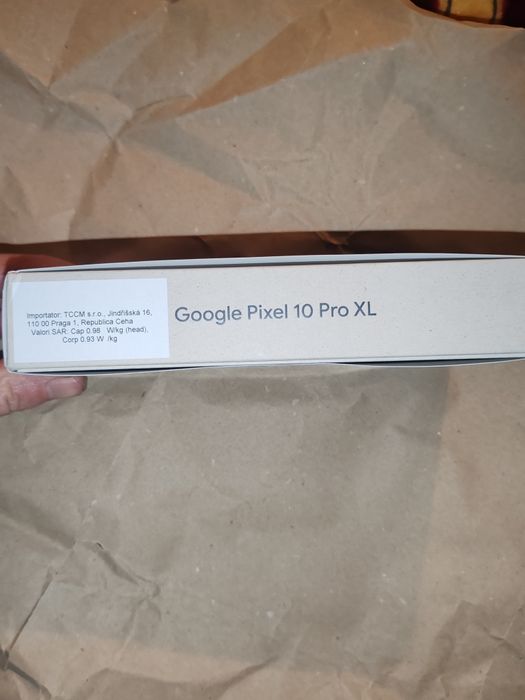 Importator: TCCM s.r.o., Jindřišská 16,
110 00 Praga 1, Republica Ceha
Valori SAR: Cap 0.98 W/kg (head),
Corp 0.93 W /kg
Google Pixel 10 Pro XL